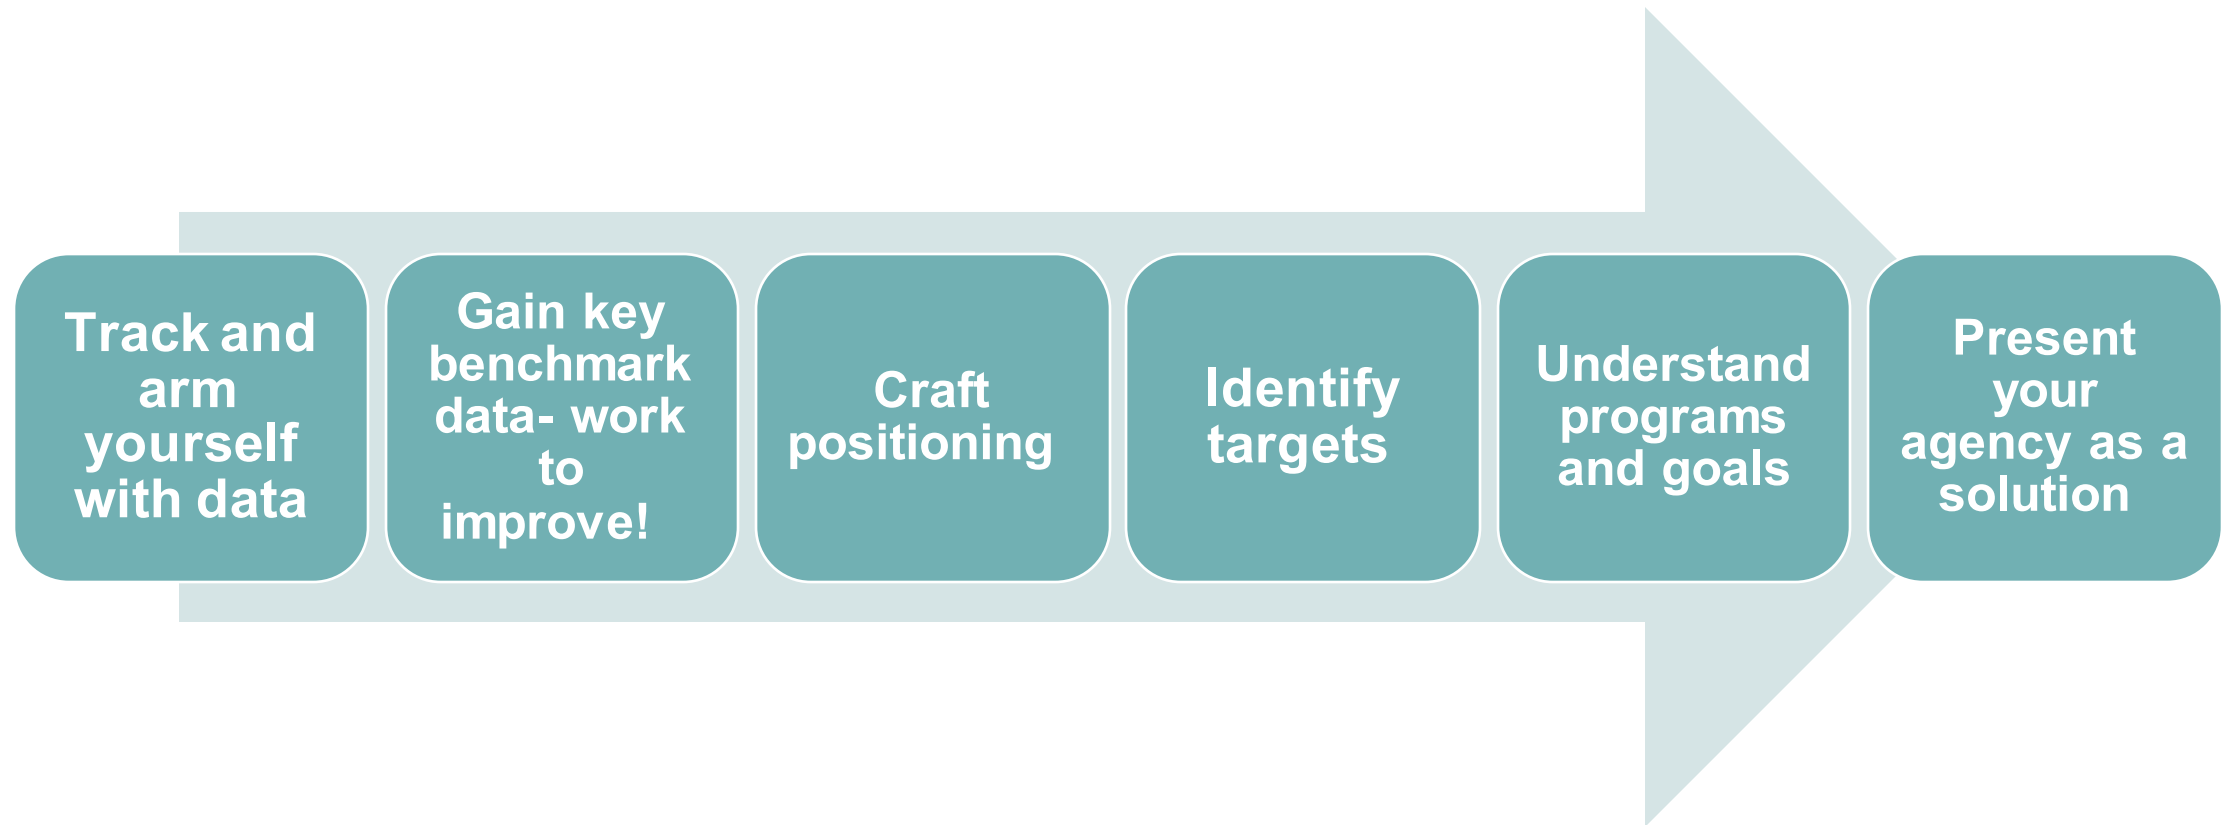 Track and
arm
yourself
with data
Gain key
benchmark
data- work
to
improve!
Craft
positioning
Identify
targets
Understand
programs
and goals
Present
your
agency as a
solution